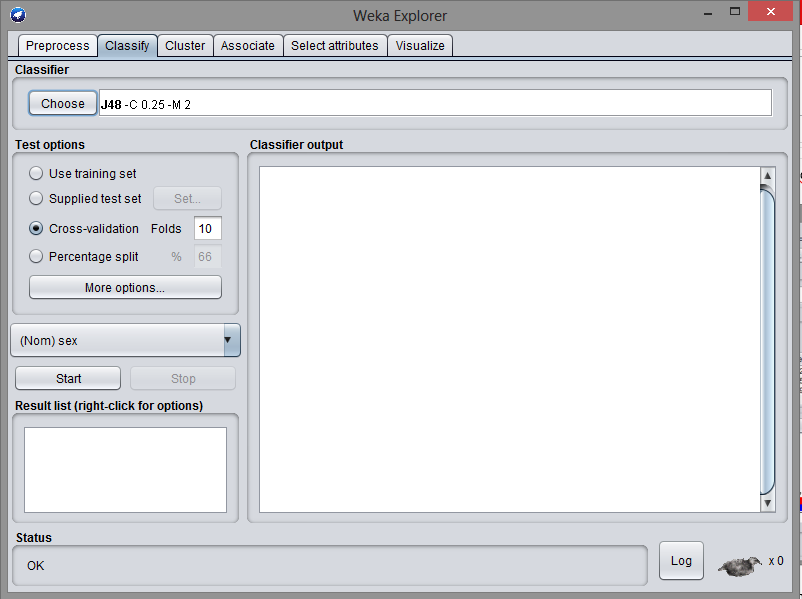 Weka Explorer
Preprocess Classify Cluster Associate Select attributes Visualize
Classifier
Choose J48 -C 0.25 -M 2
Test options
Use training set
Supplied test set Set...
Cross-validation Folds 10
Percentage split % 66
More options...
(Nom) sex
Start Stop
Result list (right-click for options)
Classifier output
Status
OK
Log x 0